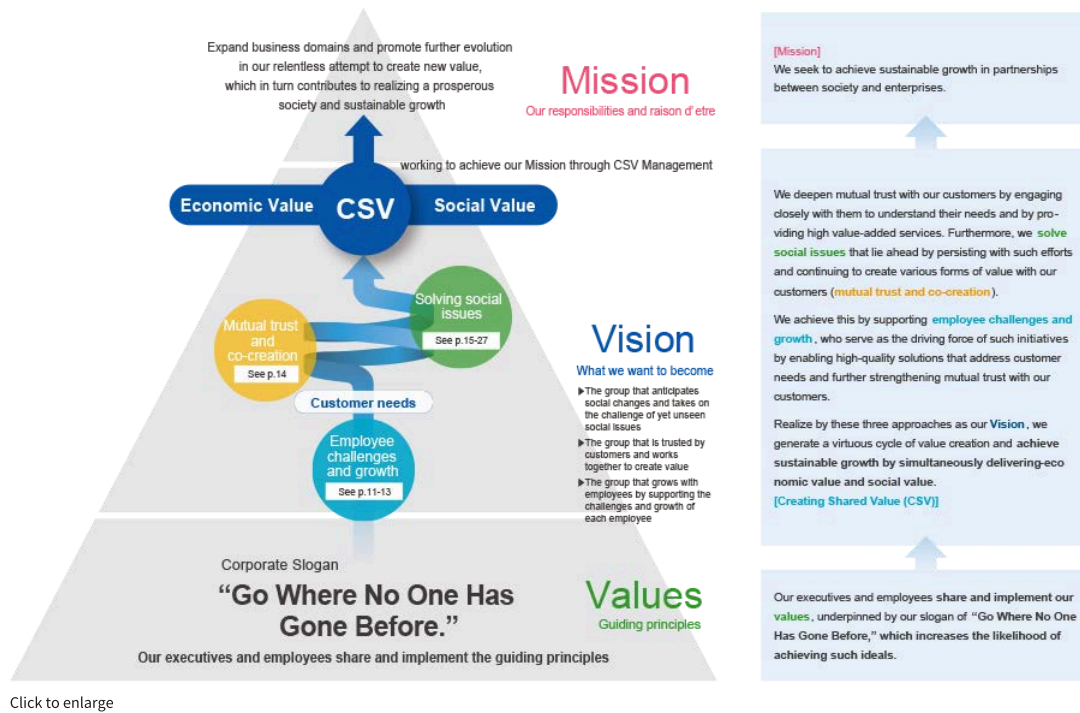 Expand business domains and promote further evolution
in our relentless attempt to create new value,
which in turn contributes to realizing a prosperous
society and sustainable growth
Mission
Our responsibilities and raison d'etre
working to achieve our Mission through CSV Management
Economic Value
CSV
Social Value
Solving social
issues
See p.15-27
Mutual trust
and
co-creation
See p.14
Customer needs
Employee
challenges
and growth
See p.11-13
Vision
What we want to become
▶The group that anticipates
social changes and takes on
the challenge of yet unseen
social issues
▶The group that is trusted by
customers and works
together to create value
▶The group that grows with
employees by supporting the
challenges and growth of
each employee
Corporate Slogan
“Go Where No One Has
Gone Before.”
Our executives and employees share and implement the guiding principles
Values
Guiding principles
[Mission]
We seek to achieve sustainable growth in partnerships
between society and enterprises.
We deepen mutual trust with our customers by engaging
closely with them to understand their needs and by pro-
viding high value-added services. Furthermore, we solve
social issues that lie ahead by persisting with such efforts
and continuing to create various forms of value with our
customers (mutual trust and co-creation).
We achieve this by supporting employee challenges and
growth, who serve as the driving force of such initiatives
by enabling high-quality solutions that address customer
needs and further strengthening mutual trust with our
customers.
Realize by these three approaches as our Vision, we
generate a virtuous cycle of value creation and achieve
sustainable growth by simultaneously delivering-eco
nomic value and social value.
[Creating Shared Value (CSV)]
Our executives and employees share and implement our
values, underpinned by our slogan of “Go Where No One
Has Gone Before,” which increases the likelihood of
achieving such ideals.
Click to enlarge